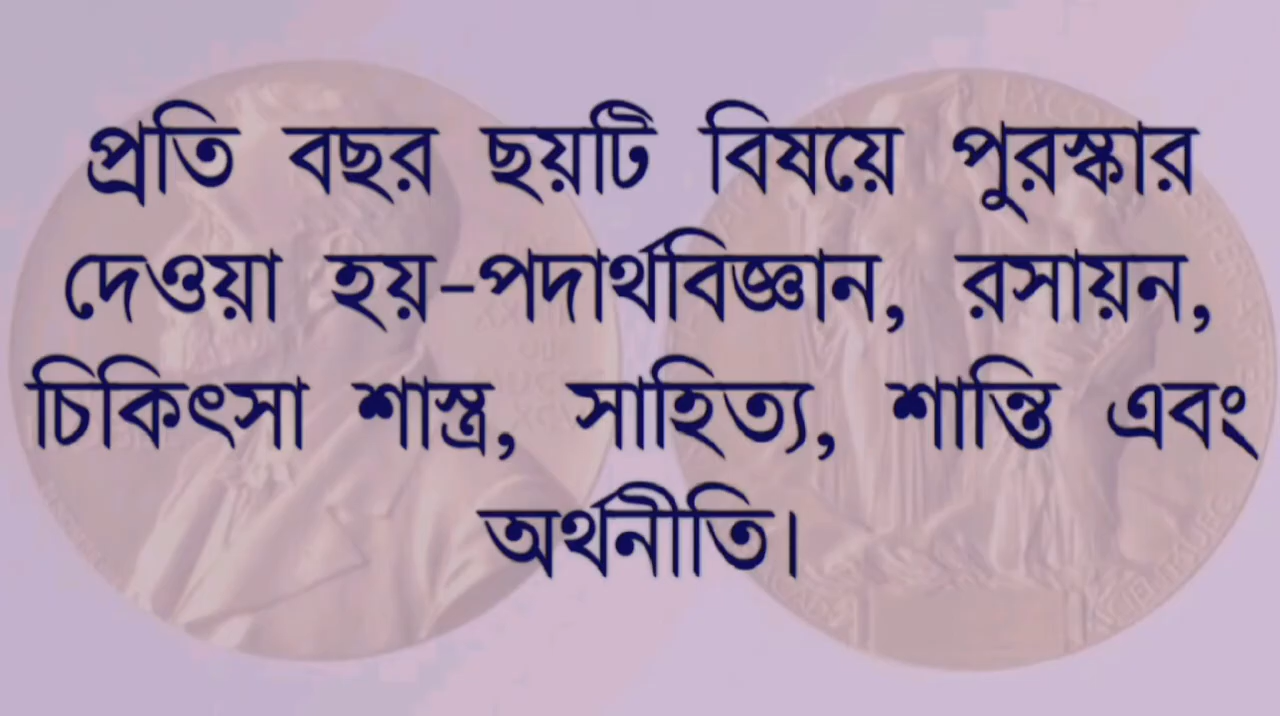 প্রতি বছর ছয়টি বিষয়ে পুরস্কার
দেওয়া হয়-পদার্থবিজ্ঞান, রসায়ন,
চিকিৎসা শাস্ত্র, সাহিত্য, শান্তি এবং
অর্থনীতি।